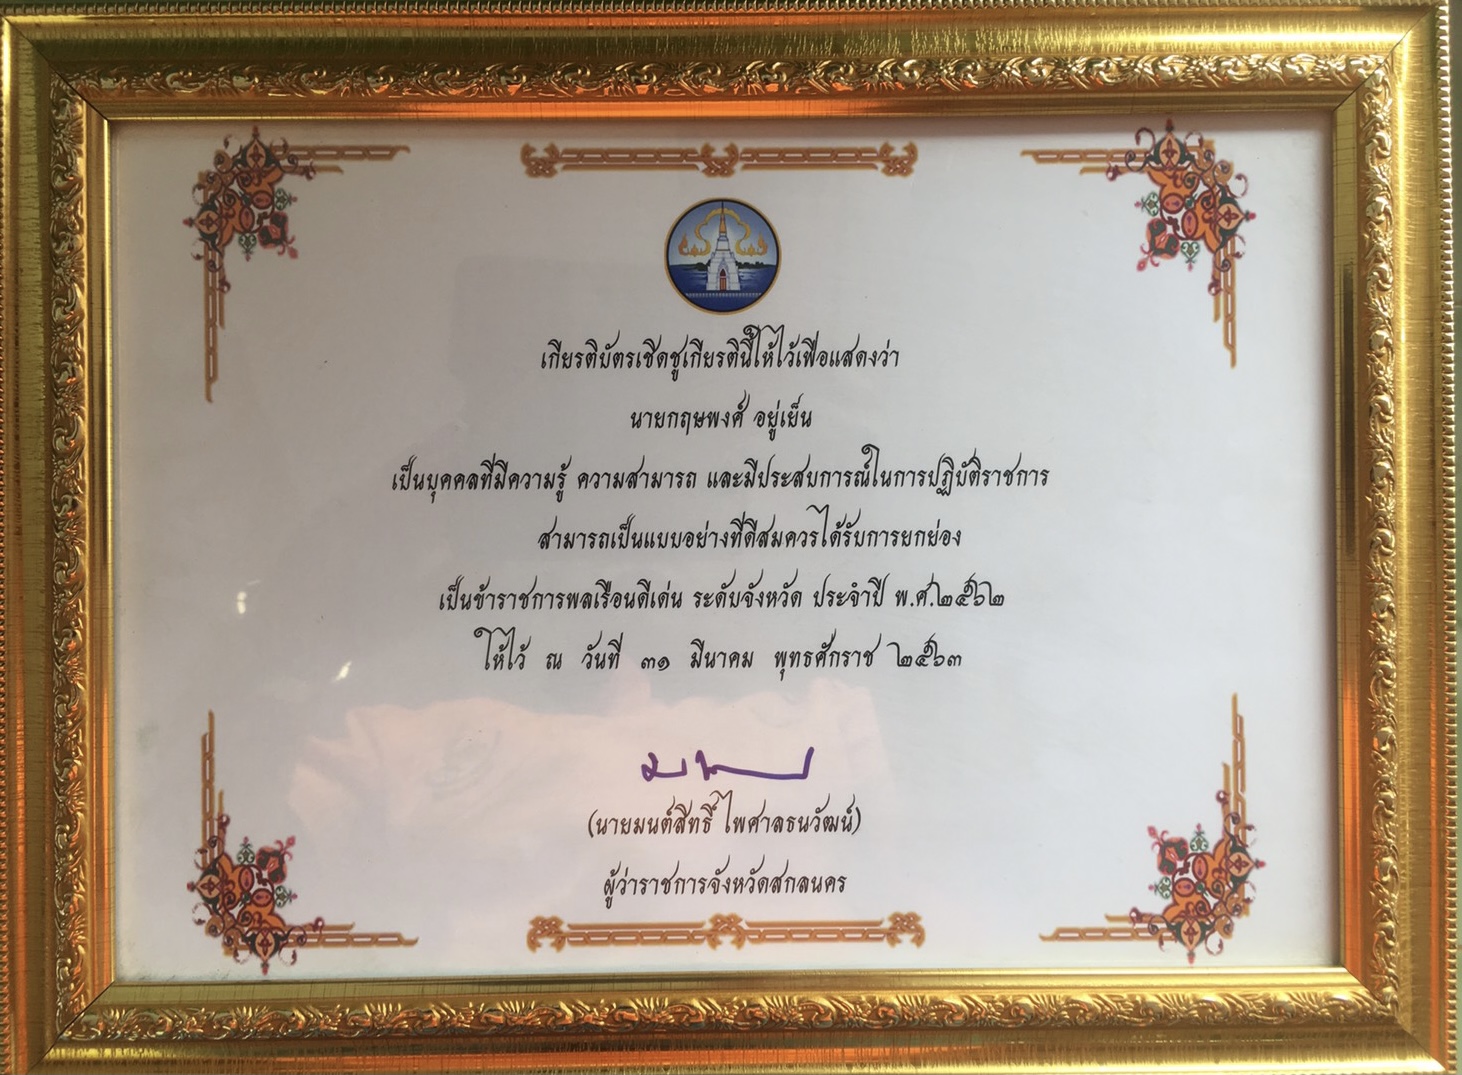 เกียรติบัตรเชิดชูเกียรตินี้ให้ไว้เพื่อแสดงว่า
นายกฤษพงศ์ อยู่เย็น
เป็นบุคคลที่มีความรู้ ความสามารถ และมีประสบการณ์ในการปฏิบัติราชการ
สามารถเป็นแบบอย่างที่ดีสมควรได้รับการยกย่อง
เป็นข้าราชการพลเรือนดีเด่น ระดับจังหวัด ประจำปี พ.ศ.๒๕๖๒
ให้ไว้ ณ วันที่ ๓๑ มีนาคม พุทธศักราช ๒๕๖๓
(นายมนต์สิทธิ์ ไพศาลธนวัฒน์)
ผู้ว่าราชการจังหวัดสกลนคร